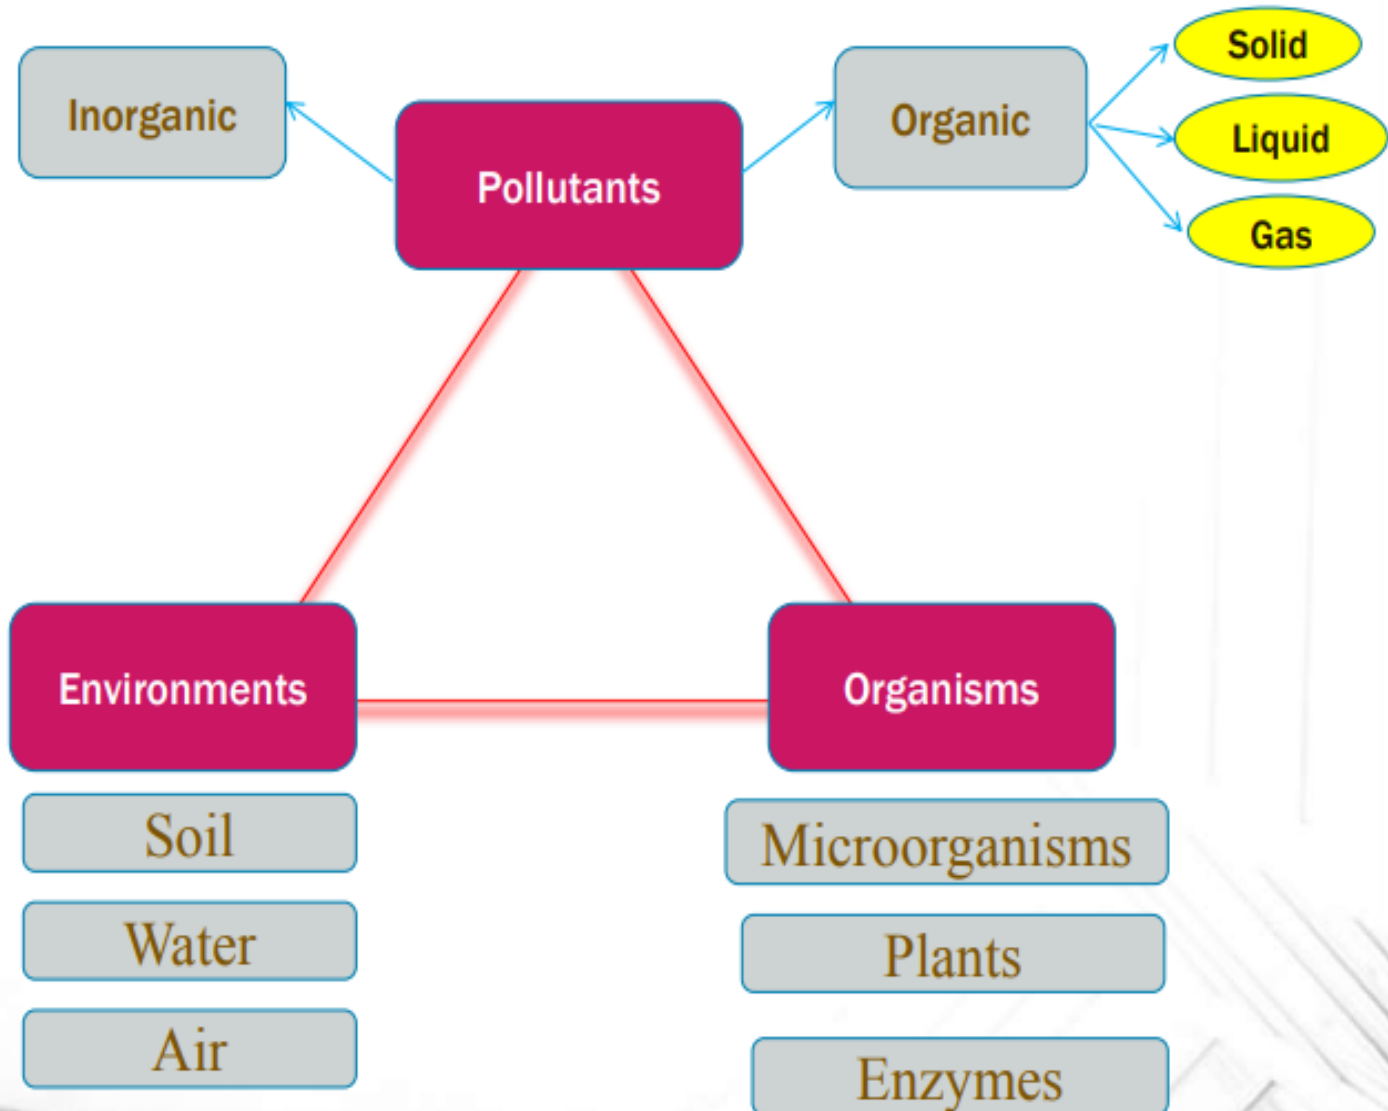 Solid
Inorganic
Pollutants
Organic
Liquid
Gas
Environments
Organisms
Soil
Microorganisms
Water
Plants
Air
Enzymes